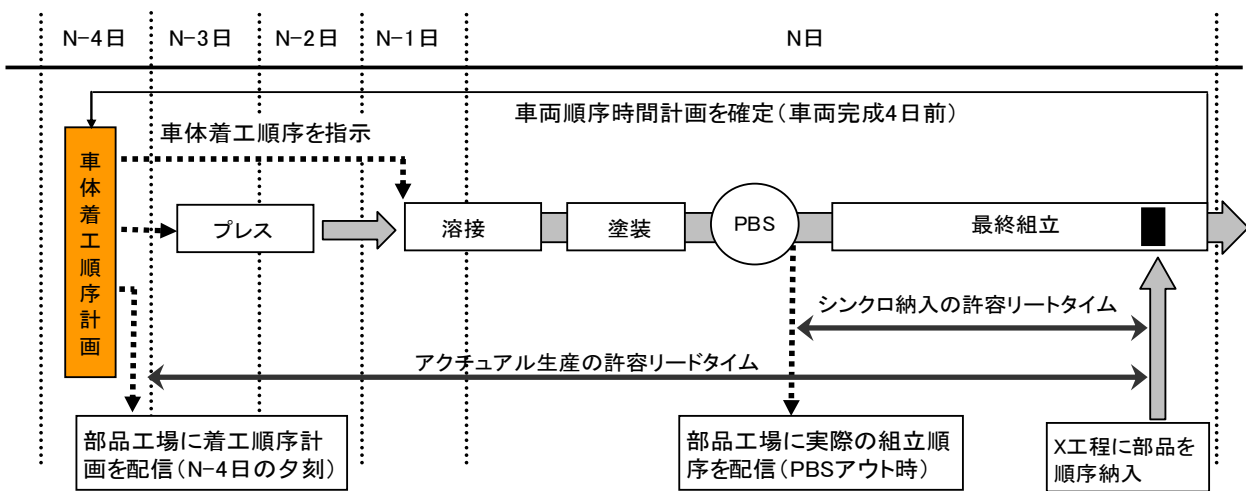 N-4日
N-3日
N-2日
N-1日
N日
車両順序時間計画を確定(車両完成4日前)
車体着工順序を指示
車体着工順序計画
プレス
溶接
塗装
PBS
最終組立
シンクロ納入の許容リートタイム
アクチュアル生産の許容リードタイム
部品工場に着工順序計
画を配信(N-4日の夕刻)
部品工場に実際の組立順
序を配信(PBSアウト時)
X工程に部品を
順序納入